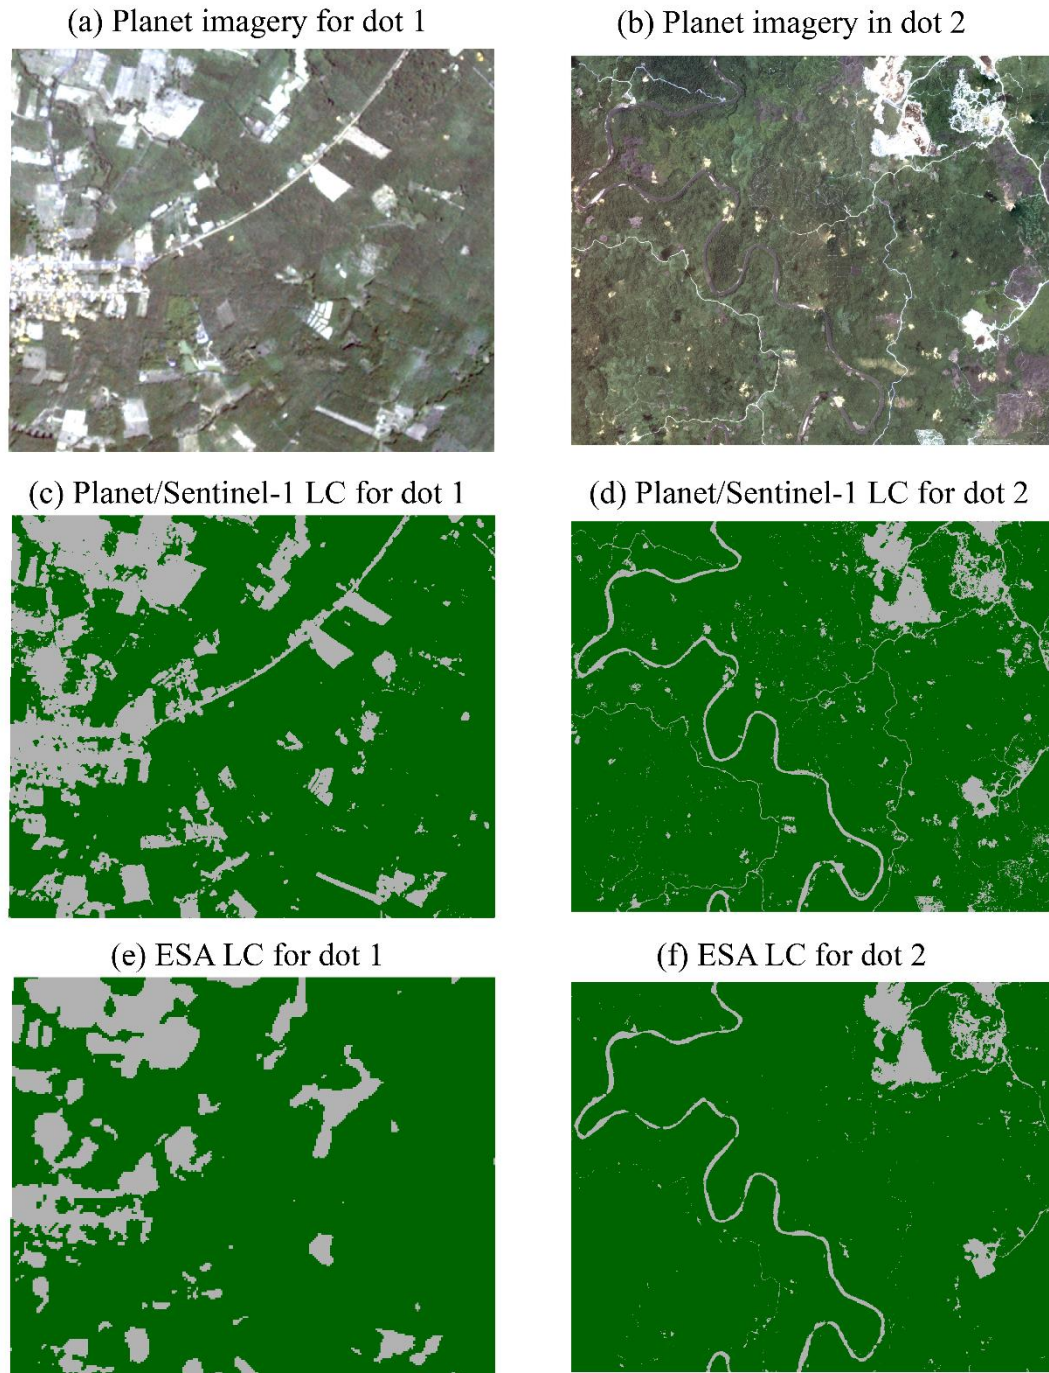 (a) Planet imagery for dot 1
(b) Planet imagery in dot 2
(c) Planet/Sentinel-1 LC for dot 1
(d) Planet/Sentinel-1 LC for dot 2
(e) ESA LC for dot 1
(f) ESA LC for dot 2